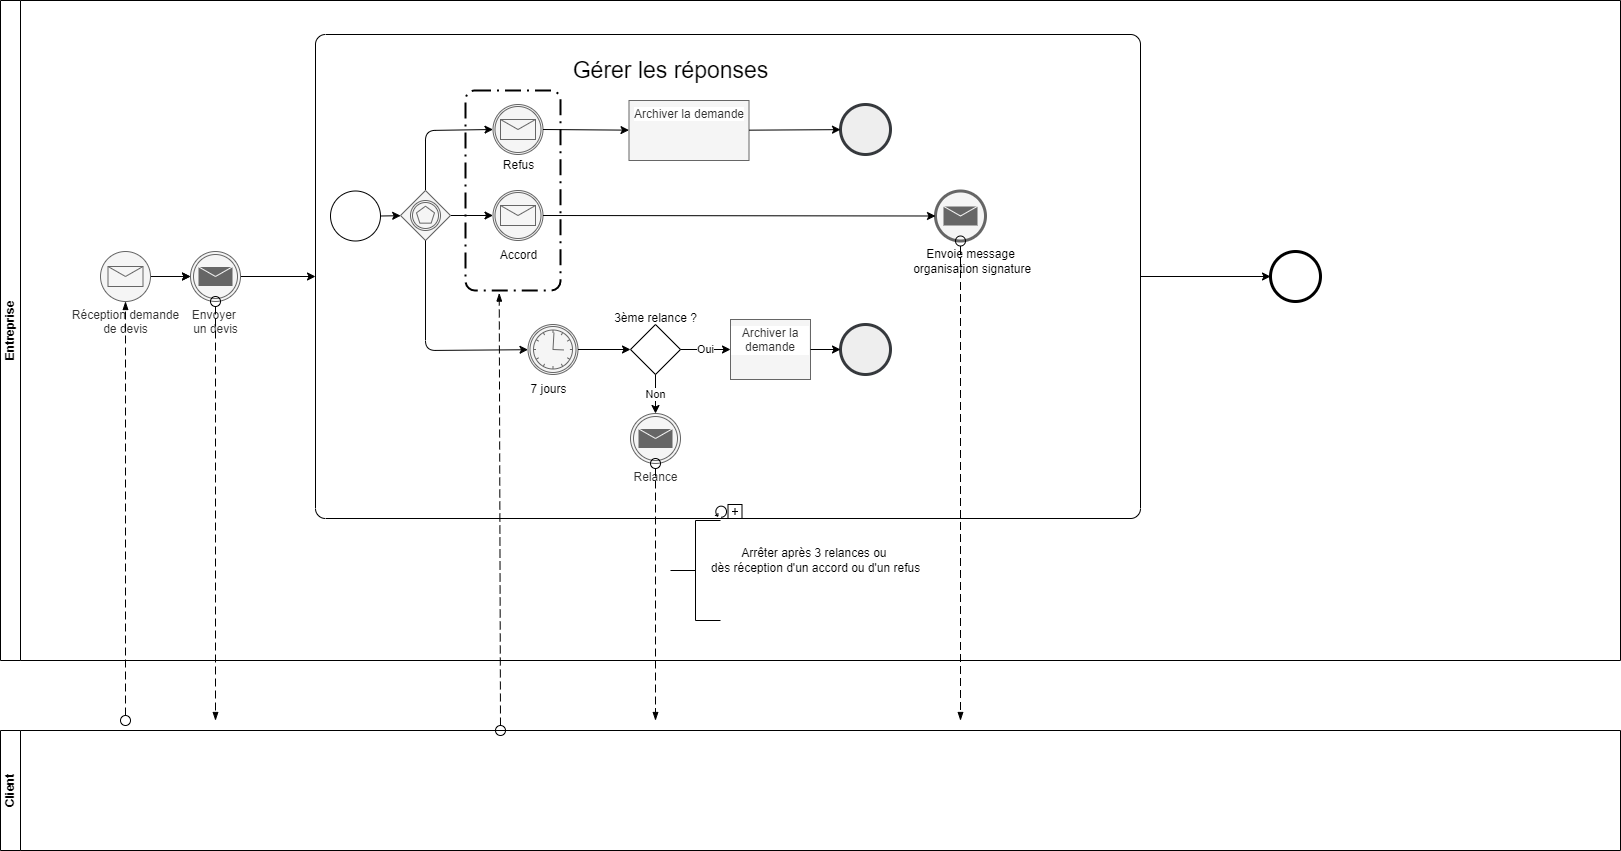 Entreprise
Gérer les réponses
Archiver la demande
Refus
Accord
Envoie message
organisation signature
Réception demande
de devis
Envoyer
un devis
3ème relance ?
Oui
Archiver la
demande
7 jours
Non
Relance
+
Arrêter après 3 relances ou
dès réception d'un accord ou d'un refus
Client